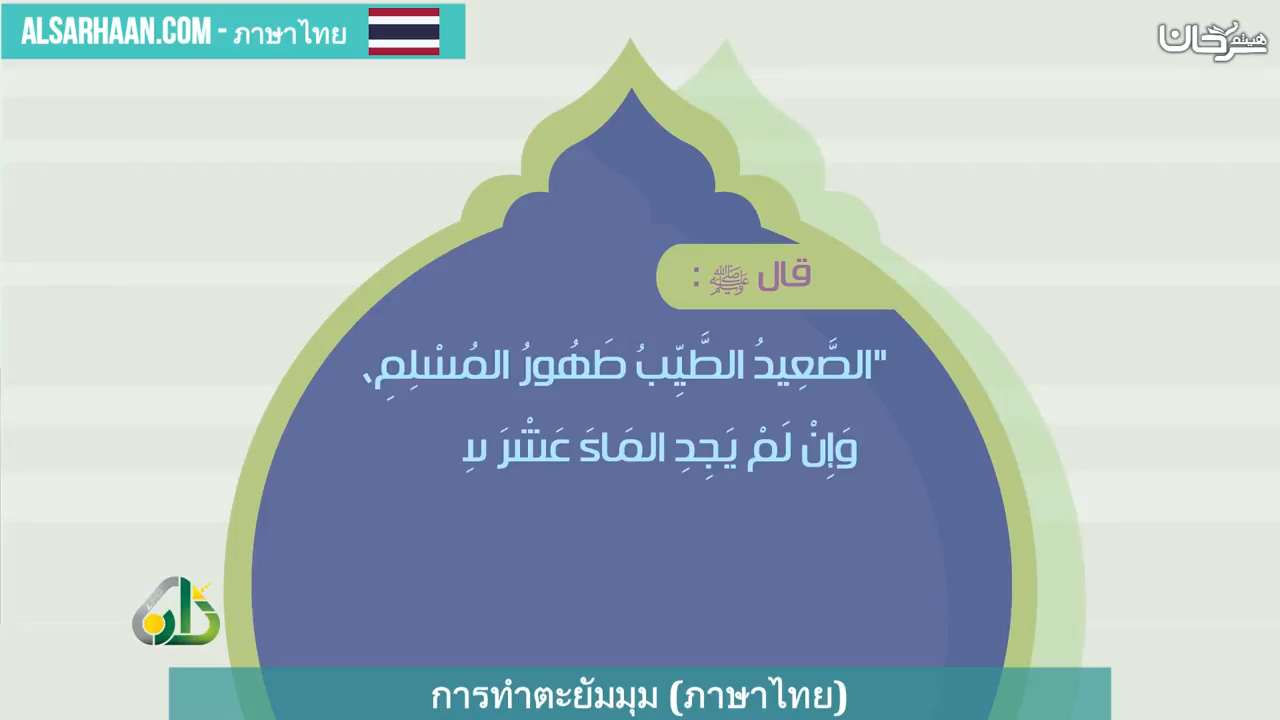 ALSARHAAN.COM - ภาษาไทย
هيثم سرحان
قال ﷺ :
"الصَّعِيدُ الطَّيِّبُ طَهُورُ المُسْلِمِ،
وَإِنْ لَمْ يَجِدِ المَاءَ عَشْرَ
การทำตะยัมมุม (ภาษาไทย)